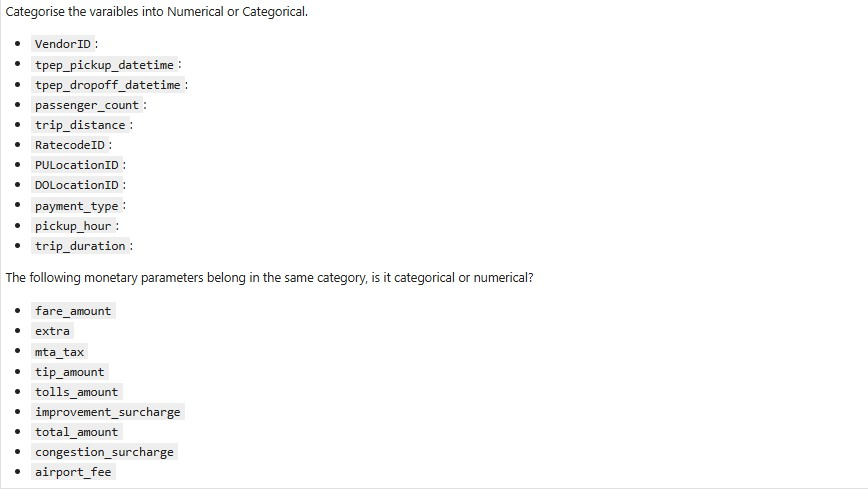 Categorise the varaibles into Numerical or Categorical.
• VendorID :
• tpep_pickup_datetime :
• tpep_dropoff_datetime :
• passenger_count :
• trip_distance :
• RatecodeID :
• PULocationID :
• DOLocationID :
• payment_type :
• pickup_hour :
• trip_duration :
The following monetary parameters belong in the same category, is it categorical or numerical?
• fare_amount
• extra
• mta_tax
• tip_amount
• tolls_amount
• improvement_surcharge
• total_amount
• congestion_surcharge
• airport_fee